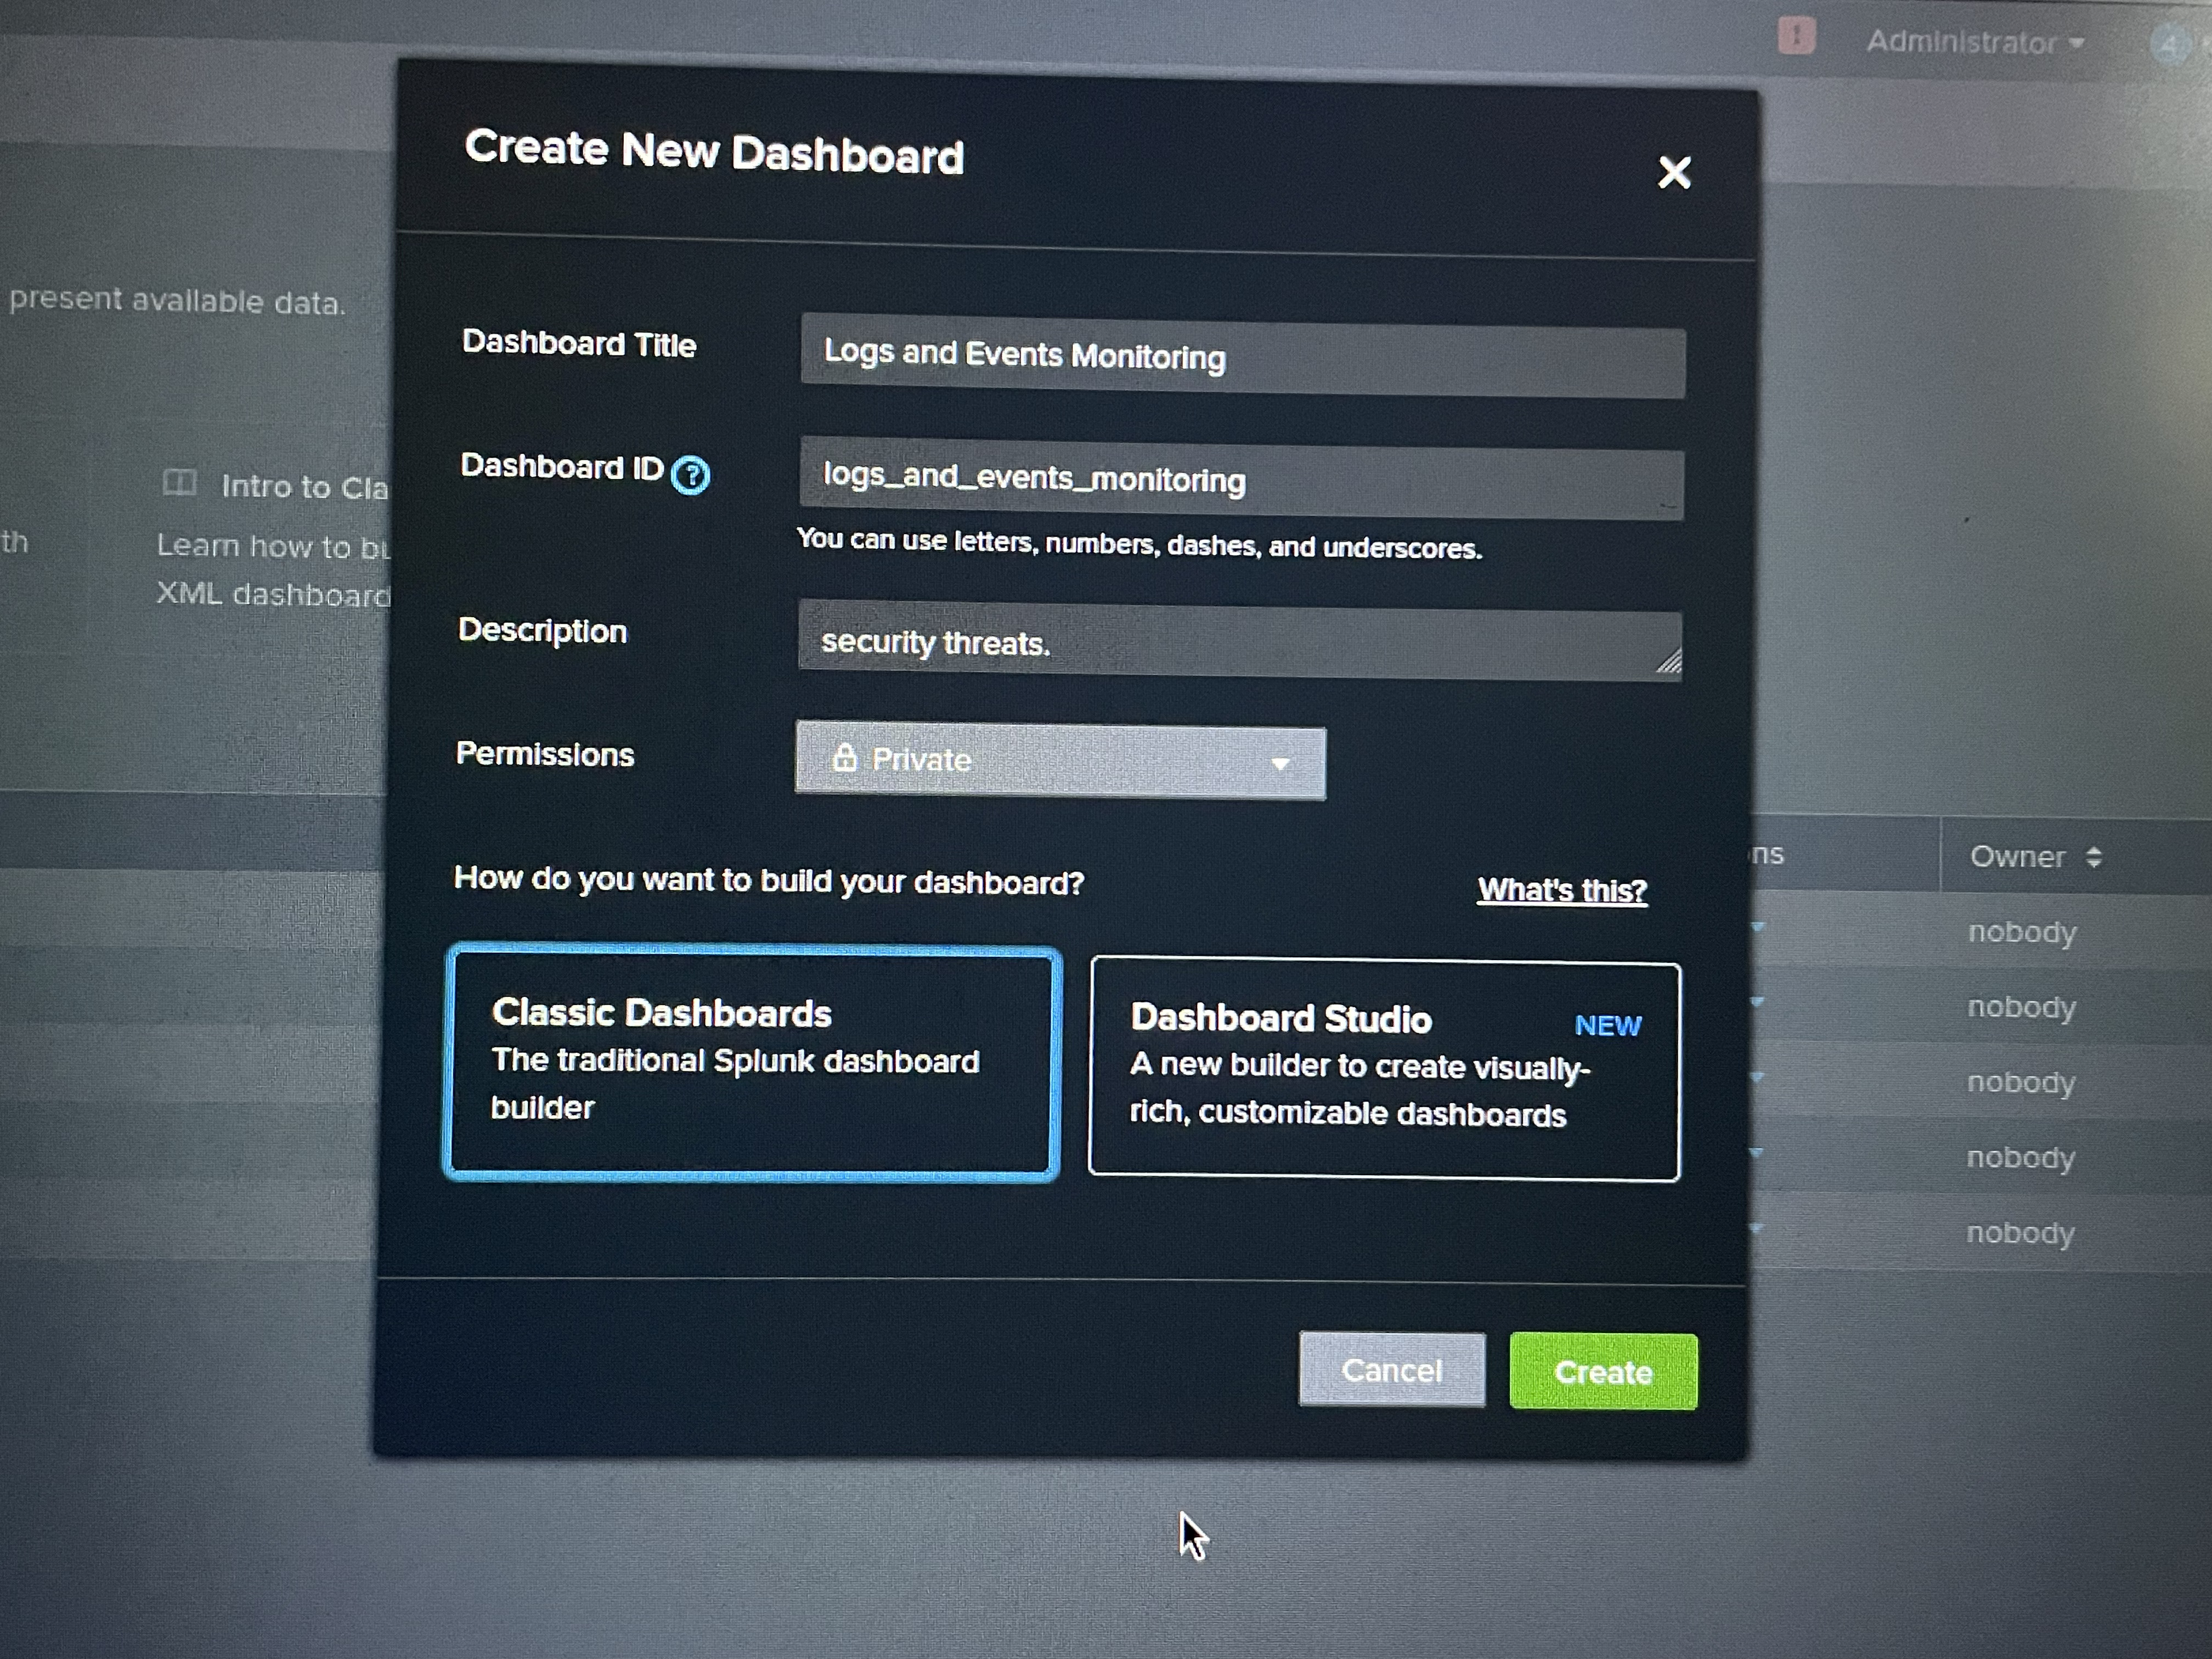 Administrator
4
Create New Dashboard
present available data.
Dashboard Title
Logs and Events Monitoring
Dashboard ID ?
logs_and_events_monitoring
You can use letters, numbers, dashes, and underscores.
Intro to Cla
th
Learn how to bu
XML dashboard
Description
security threats.
Permissions
Private
How do you want to build your dashboard?
What's this?
Classic Dashboards
The traditional Splunk dashboard
builder
Dashboard Studio
NEW
A new builder to create visually-
rich, customizable dashboards
ns
Owner
nobody
nobody
nobody
nobody
nobody
Cancel
Create